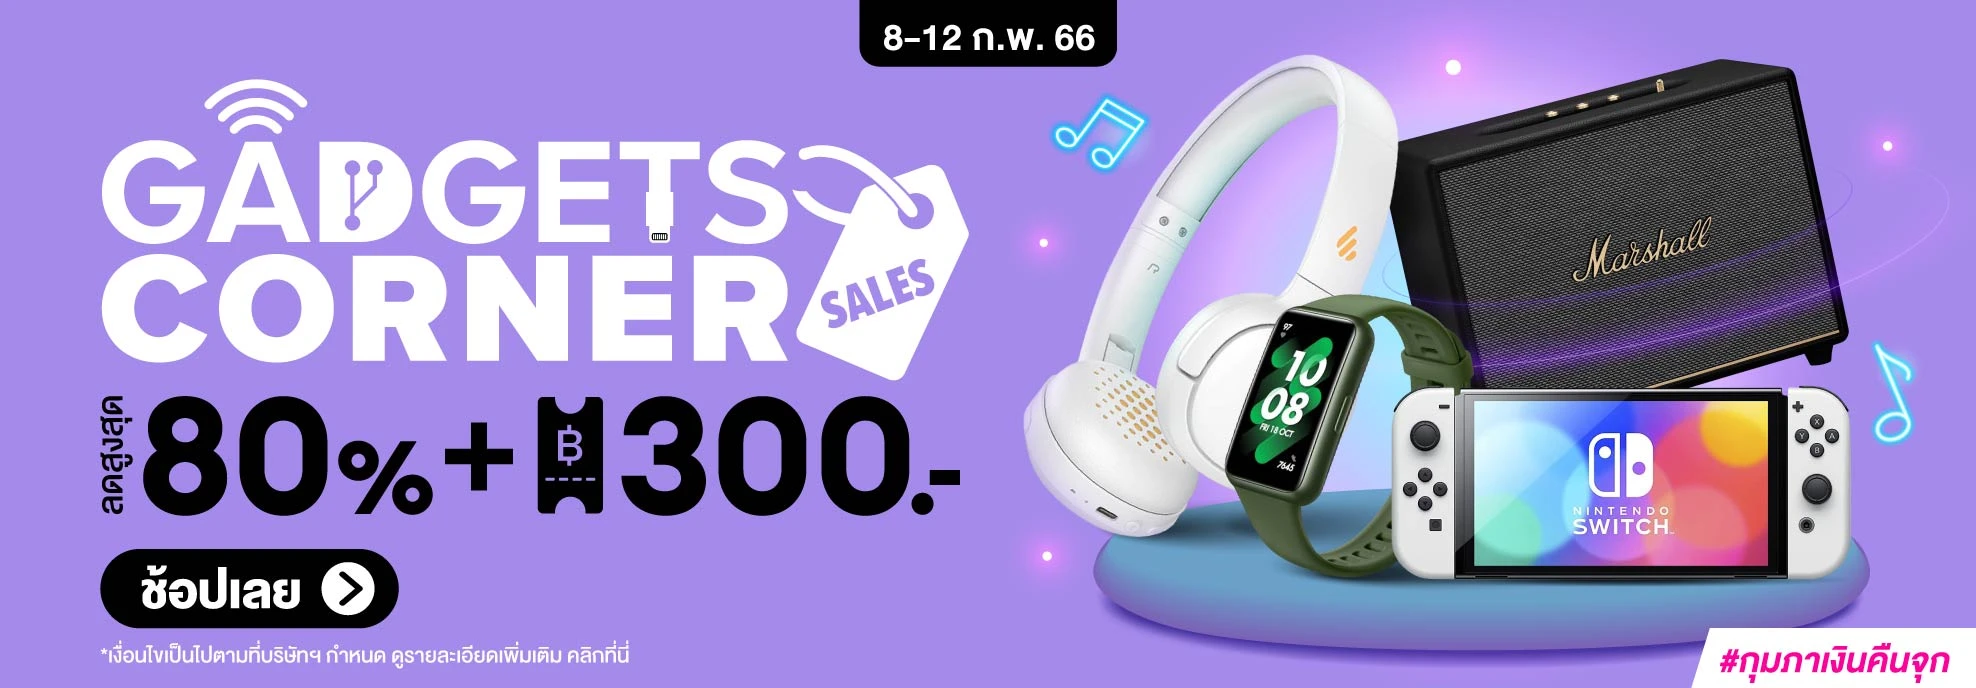 8-12 ก.พ. 66
GADGETS
CORNER
SALES
ลดสูงสุด
80% + ฿ 300.-
ช้อปเลย
*เงื่อนไขเป็นไปตามที่บริษัทฯ กำหนด ดูรายละเอียดเพิ่มเติม คลิกที่นี่
R
Marshall
97
10
08
FRI 18 OCT
7645
NINTENDO
SWITCH
X
Y
A
B
#กุมภาเงินคืนจุก